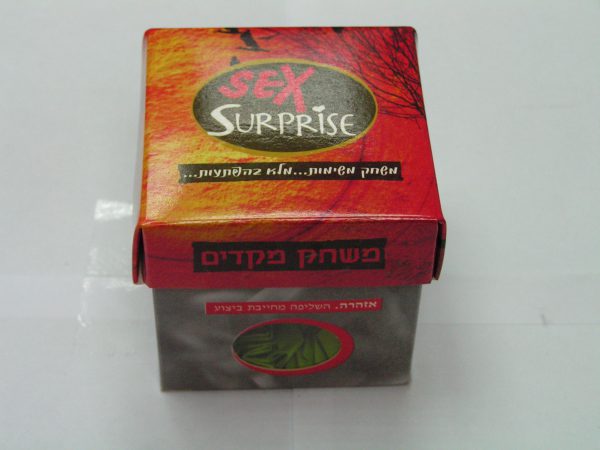 sex
SURPRISE
משחק משימות...מלא בהפתעות...
משחק מקדים
אזהרה. השליפה מחייבת ביצוע